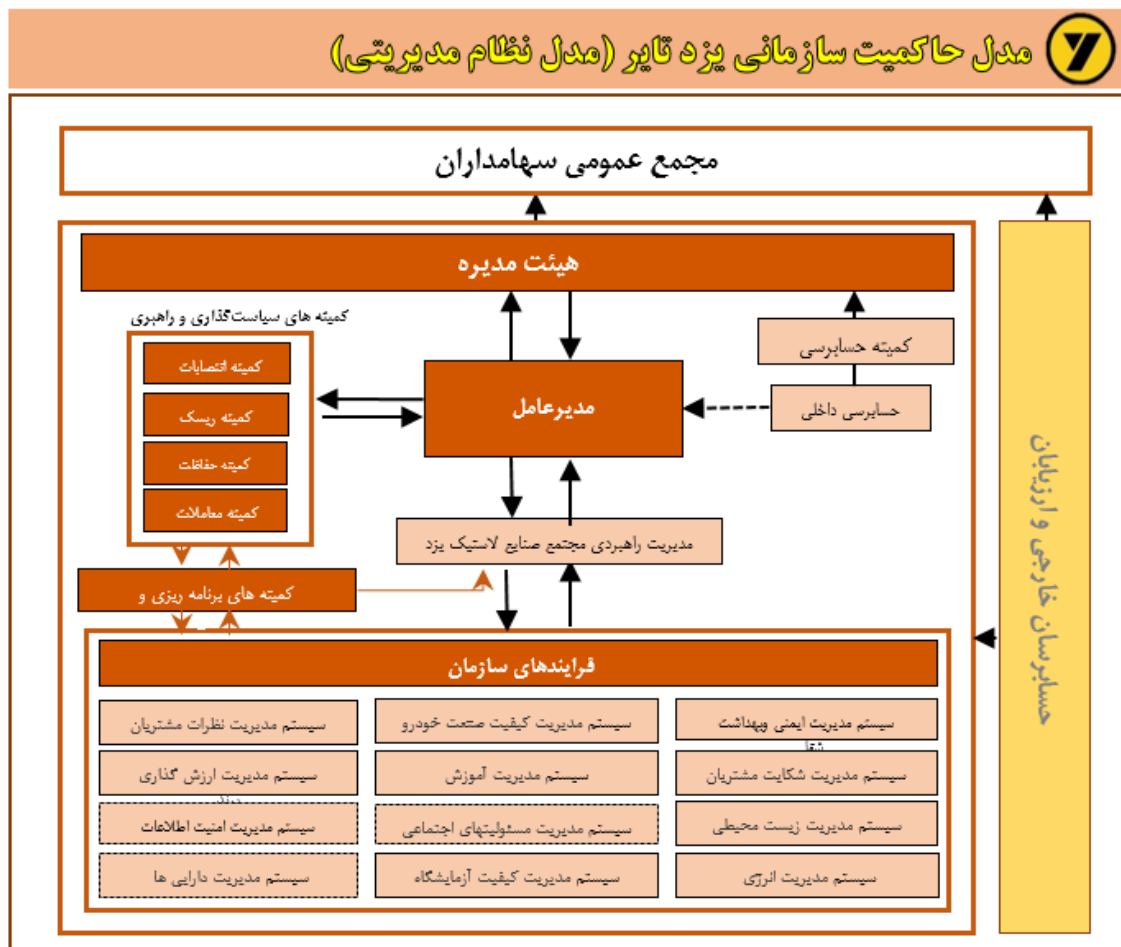 مدل حاکمیت سازمانی یزد تایر (مدل نظام مدیریتی)
مجمع عمومی سهامداران
هیئت مدیره
کمیته های سیاست‌گذاری و راهبری
کمیته انتصابات
کمیته ریسک
کمیته حفاظت
کمیته معاملات
کمیته حسابرسی
حسابرسی داخلی
مدیرعامل
مدیریت راهبردی مجتمع صنایع لاستیک یزد
کمیته های برنامه ریزی و
حسابرسان خارجی و ارزیابان
فرایندهای سازمان
سیستم مدیریت ایمنی وبهداشت
سیستم مدیریت کیفیت صنعت خودرو
سیستم مدیریت نظرات مشتریان
سیستم مدیریت شکایت مشتریان
سیستم مدیریت آموزش
سیستم مدیریت ارزش گذاری
سیستم مدیریت زیست محیطی
سیستم مدیریت مسئولیتهای اجتماعی
سیستم مدیریت امنیت اطلاعات
سیستم مدیریت انرژی
سیستم مدیریت کیفیت آزمایشگاه
سیستم مدیریت دارایی ها